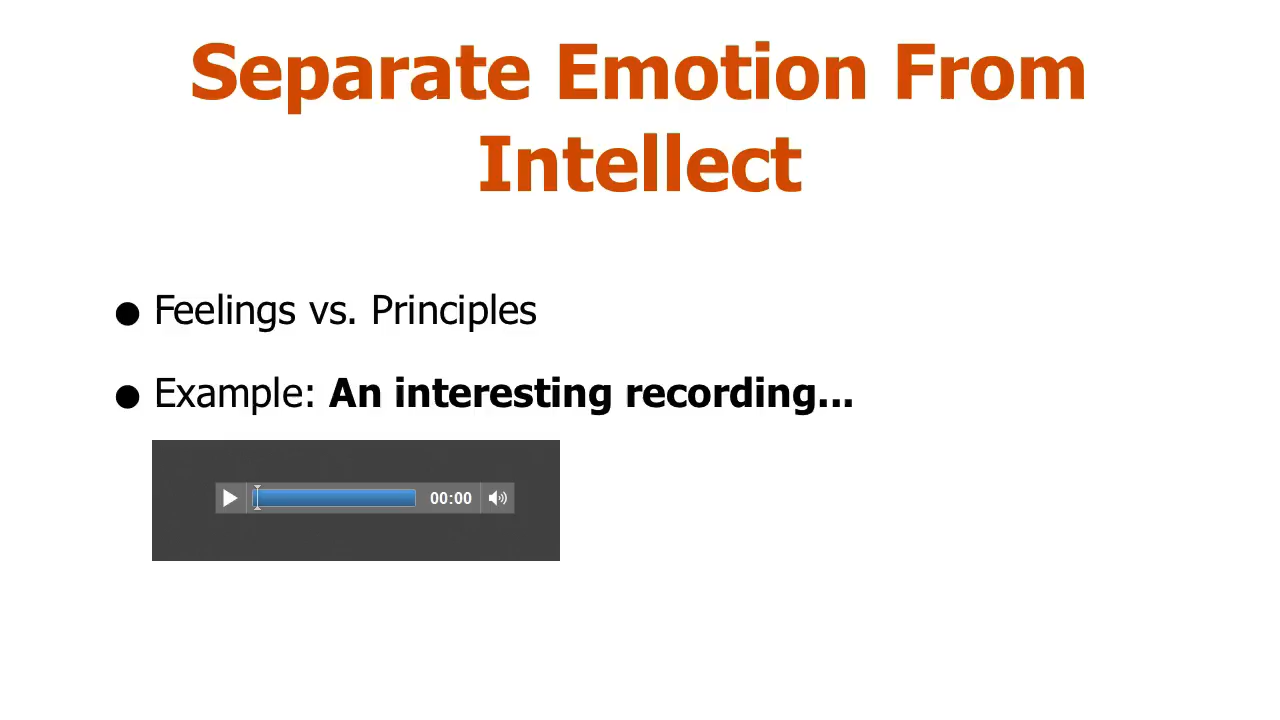 Separate Emotion From
Intellect
● Feelings vs. Principles
● Example: An interesting recording...
00:00